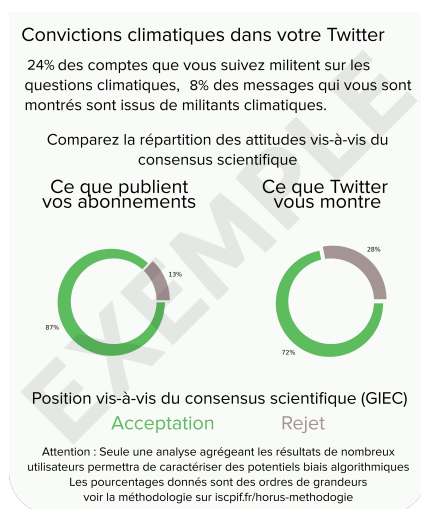 Convictions climatiques dans votre Twitter
24% des comptes que vous suivez militent sur les
questions climatiques, 8% des messages qui vous sont
montrés sont issus de militants climatiques.
Comparez la répartition des attitudes vis-à-vis du
consensus scientifique
Ce que publient
vos abonnements
Ce que Twitter
vous montre
13%
87%
28%
72%
EXEMPLE
Position vis-à-vis du consensus scientifique (GIEC)
Acceptation Rejet
Attention : Seule une analyse agrégeant les résultats de nombreux
utilisateurs permettra de caractériser des potentiels biais algorithmiques
Les pourcentages donnés sont des ordres de grandeurs
voir la méthodologie sur iscpif.fr/horus-methodogie